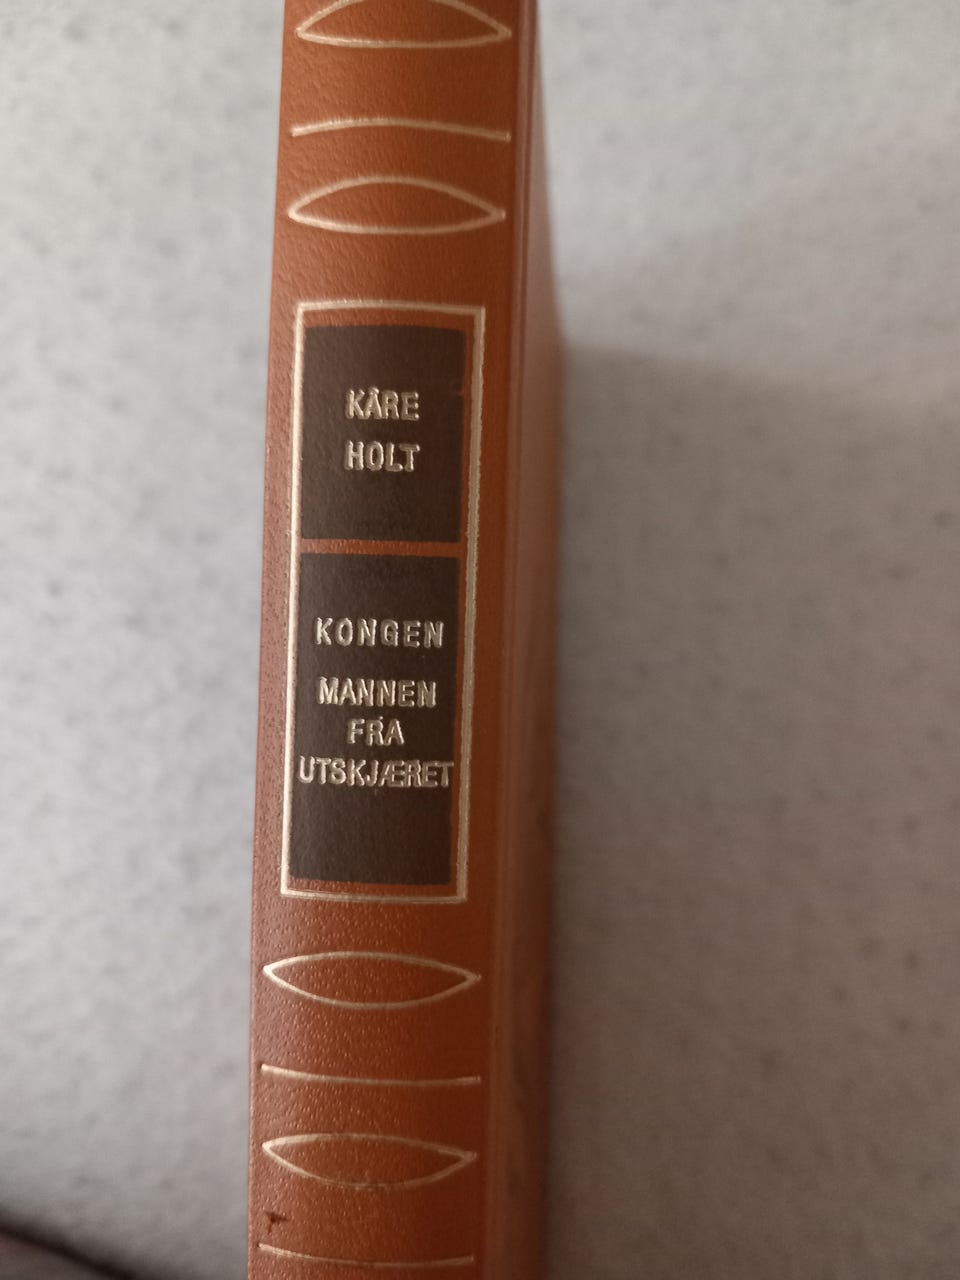 KÅRE
HOLT
KONGEN
MANNEN
FRA
UTSKJÆRET